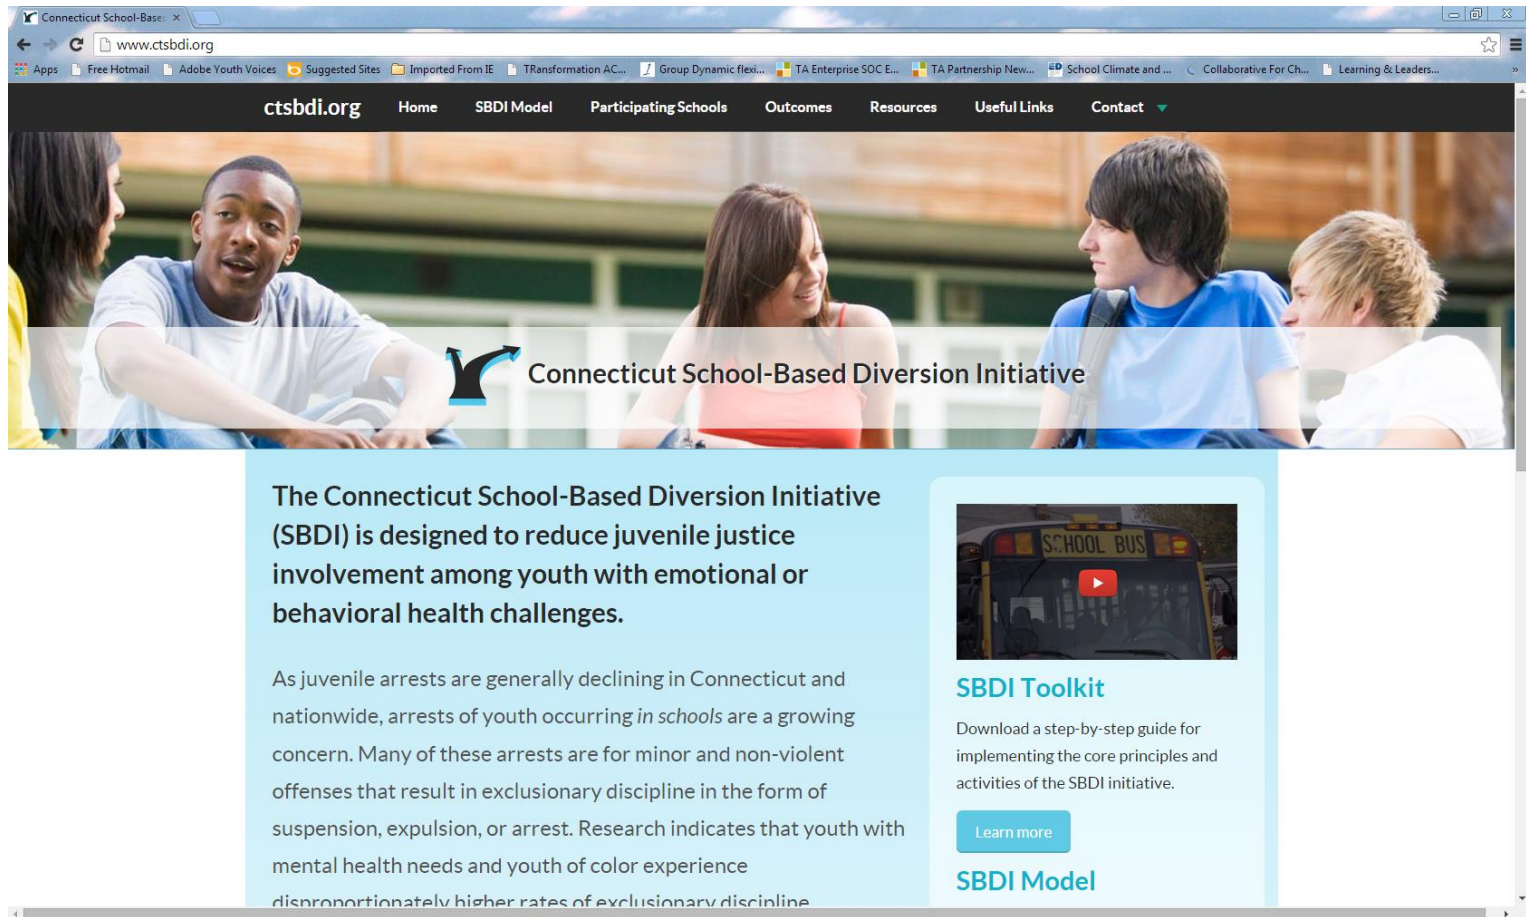 Connecticut School-Based
www.ctsbdi.org
Apps Free Hotmail Adobe Youth Voices Suggested Sites Imported From IE TRansformation AC... Group Dynamic flexi... TA Enterprise SOC E... TA Partnership New... School Climate and ... Collaborative For Ch... Learning & Leaders... »
ctsbdi.org Home SBDI Model Participating Schools Outcomes Resources Useful Links Contact
Connecticut School-Based Diversion Initiative
The Connecticut School-Based Diversion Initiative
(SBDI) is designed to reduce juvenile justice
involvement among youth with emotional or
behavioral health challenges.
As juvenile arrests are generally declining in Connecticut and
nationwide, arrests of youth occurring in schools are a growing
concern. Many of these arrests are for minor and non-violent
offenses that result in exclusionary discipline in the form of
suspension, expulsion, or arrest. Research indicates that youth with
mental health needs and youth of color experience
disproportionately higher rates of exclusionary discipline
SCHOOL BUS
SBDI Toolkit
Download a step-by-step guide for
implementing the core principles and
activities of the SBDI initiative.
Learn more
SBDI Model